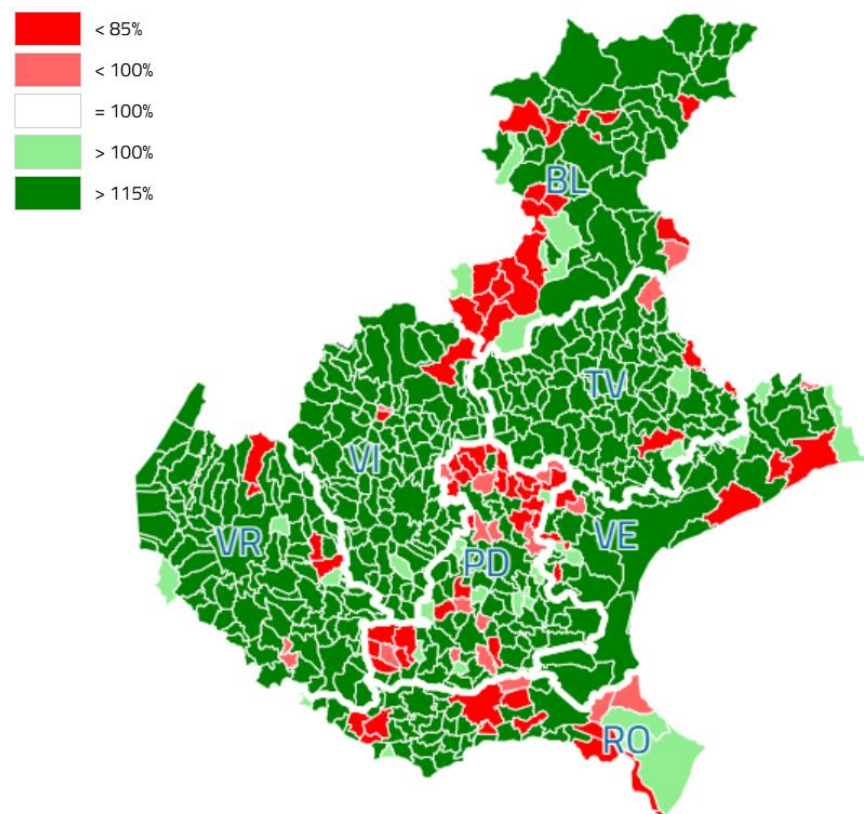 < 85%
< 100%
= 100%
> 100%
> 115%
BL
TV
VI
VR
VE
PD
RO